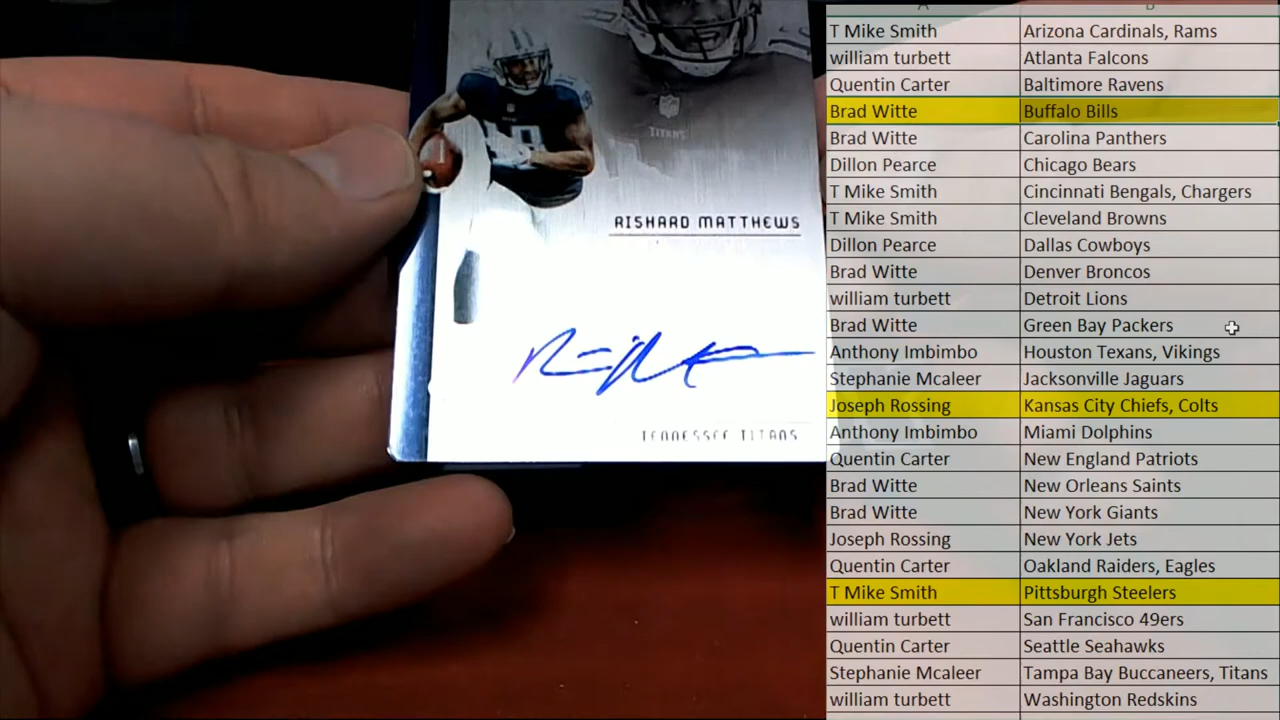 TITANS
RISHARD MATTHEWS
TENNESSEE TITANS
T Mike Smith Arizona Cardinals, Rams
william turbett Atlanta Falcons
Quentin Carter Baltimore Ravens
Brad Witte Buffalo Bills
Brad Witte Carolina Panthers
Dillon Pearce Chicago Bears
T Mike Smith Cincinnati Bengals, Chargers
T Mike Smith Cleveland Browns
Dillon Pearce Dallas Cowboys
Brad Witte Denver Broncos
william turbett Detroit Lions
Brad Witte Green Bay Packers
Anthony Imbimbo Houston Texans, Vikings
Stephanie Mcaleer Jacksonville Jaguars
Joseph Rossing Kansas City Chiefs, Colts
Anthony Imbimbo Miami Dolphins
Quentin Carter New England Patriots
Brad Witte New Orleans Saints
Brad Witte New York Giants
Joseph Rossing New York Jets
Quentin Carter Oakland Raiders, Eagles
T Mike Smith Pittsburgh Steelers
william turbett San Francisco 49ers
Quentin Carter Seattle Seahawks
Stephanie Mcaleer Tampa Bay Buccaneers, Titans
william turbett Washington Redskins